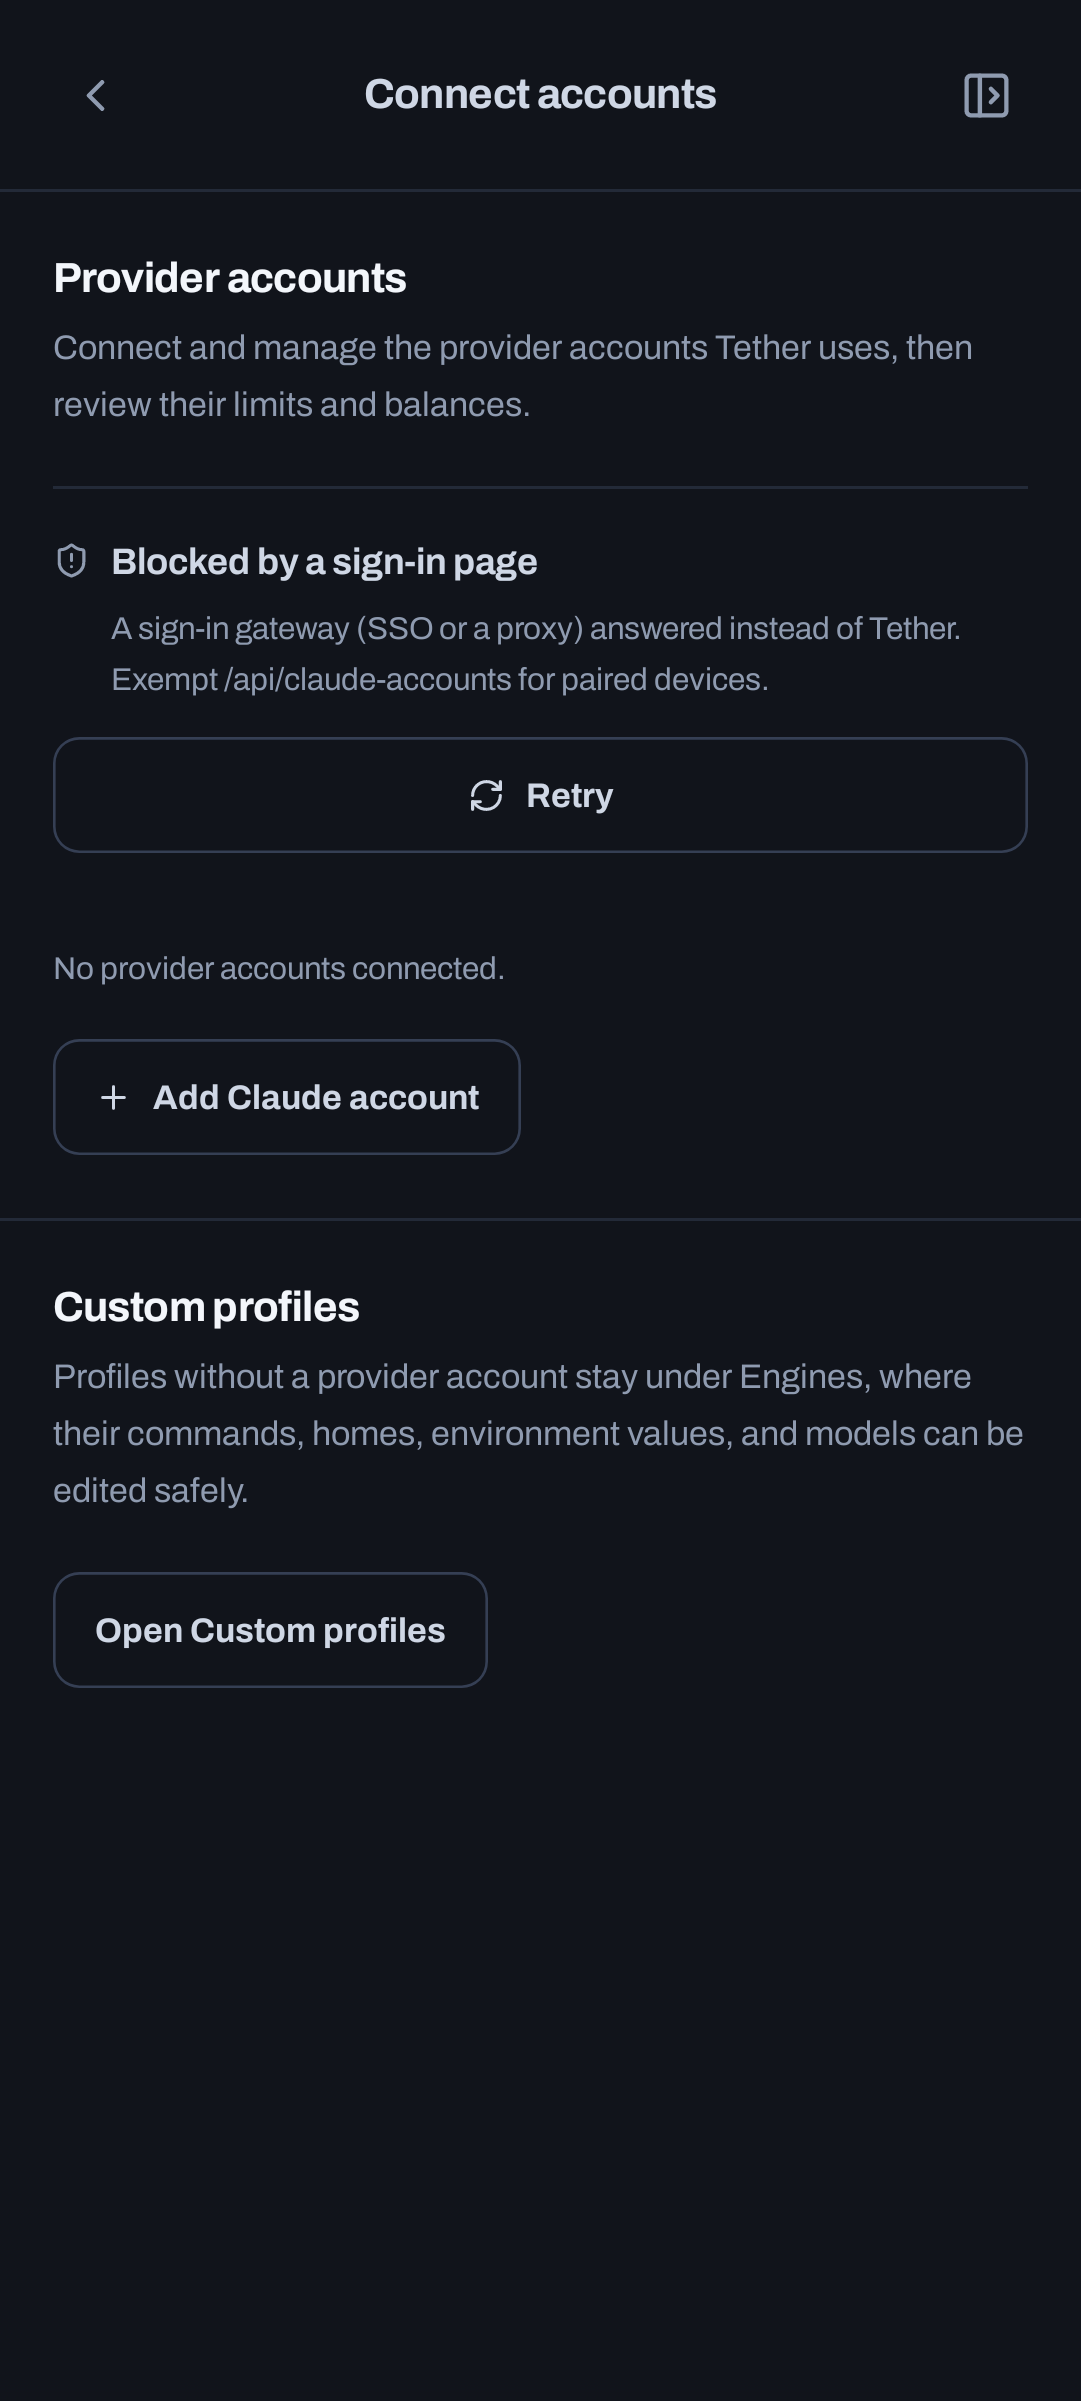 Connect accounts
Provider accounts
Connect and manage the provider accounts Tether uses, then
review their limits and balances.
Blocked by a sign-in page
A sign-in gateway (SSO or a proxy) answered instead of Tether.
Exempt /api/claude-accounts for paired devices.
Retry
No provider accounts connected.
Add Claude account
Custom profiles
Profiles without a provider account stay under Engines, where
their commands, homes, environment values, and models can be
edited safely.
Open Custom profiles